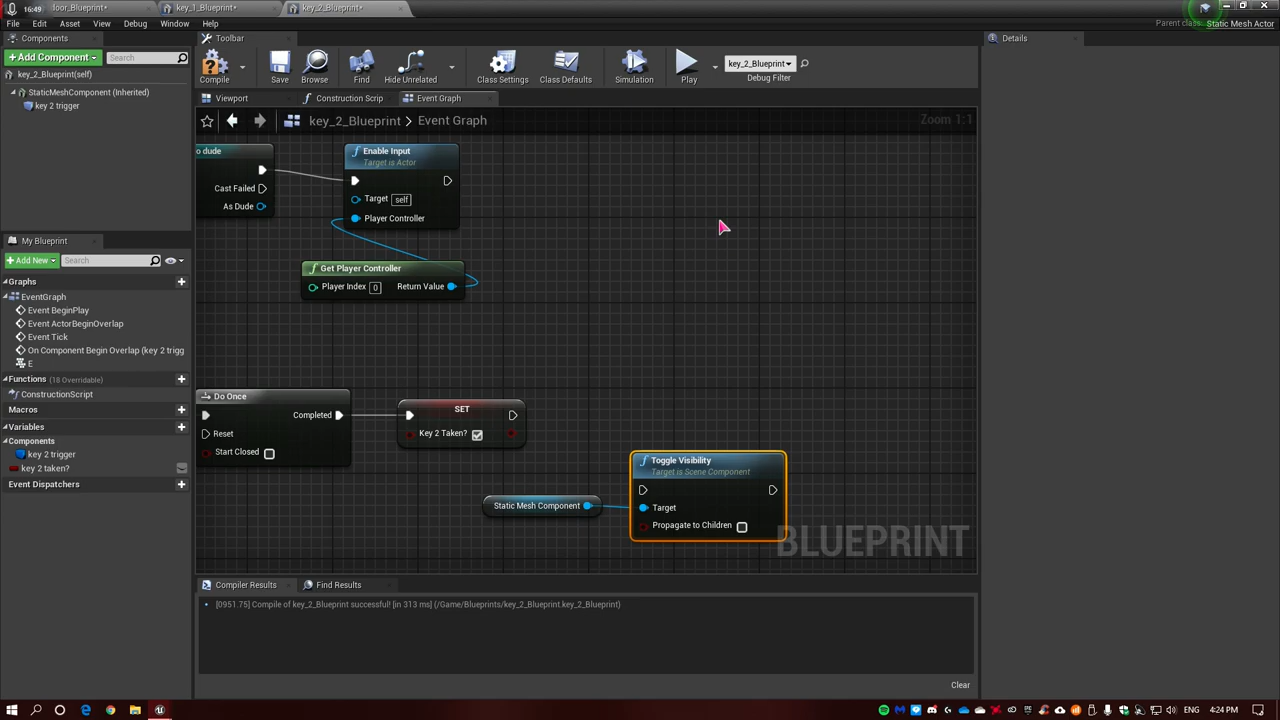 16:49
loor_Blueprint*
key_1_Blueprint*
key_2_Blueprint*
File Edit Asset View Debug Window Help
Parent class: Static Mesh Actor
Components
+Add Component
Search
key_2_Blueprint(self)
StaticMeshComponent (Inherited)
key 2 trigger
Toolbar
Compile
Save
Browse
Find
Hide Unrelated
Class Settings
Class Defaults
Simulation
Play
key_2_Blueprint
Debug Filter
Details
Viewport
Construction Scrip
Event Graph
key_2_Blueprint > Event Graph
Zoom 1:1
o dude
Cast Failed
As Dude
Enable Input
Target is Actor
Target self
Player Controller
Get Player Controller
Player Index 0 Return Value
Do Once
Completed
Reset
Start Closed
SET
Key 2 Taken?
Static Mesh Component
Toggle Visibility
Target is Scene Component
Target
Propagate to Children
BLUEPRINT
My Blueprint
+Add New
Search
Graphs
EventGraph
Event BeginPlay
Event ActorBeginOverlap
Event Tick
On Component Begin Overlap (key 2 trigg
E
Functions (18 Overridable)
ConstructionScript
Macros
Variables
Components
key 2 trigger
key 2 taken?
Event Dispatchers
Compiler Results
Find Results
[0951.75] Compile of key_2_Blueprint successful! [in 313 ms] (/Game/Blueprints/key_2_Blueprint.key_2_Blueprint)
Clear
ENG 4:24 PM